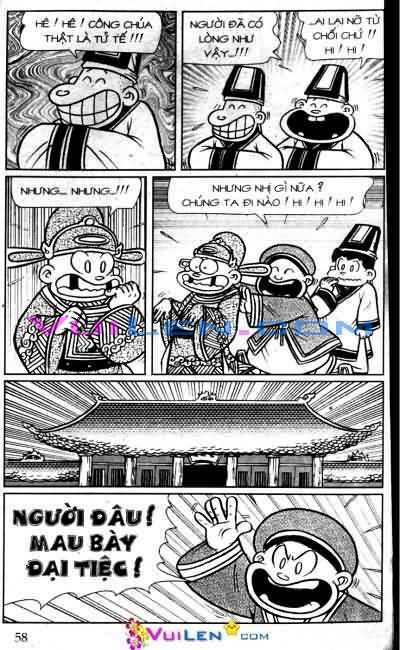 HÊ! HÊ! CÔNG CHÚA
THẬT LÀ TỬ TẾ!!!
NGƯỜI ĐÃ CÓ
LÒNG NHƯ
VẬY...!!!
...AI LẠI NỠ TỪ
CHỐI CHỨ!!
HI! HI!
NHƯNG... NHƯNG...!!!
NHƯNG NHỊ GÌ NỮA?
CHÚNG TA ĐI NÀO! HI! HI! HI!
VUILEN.COM
NGƯỜI ĐÂU!
MAU BÀY
ĐẠI TIỆC!
58
VUILEN.COM